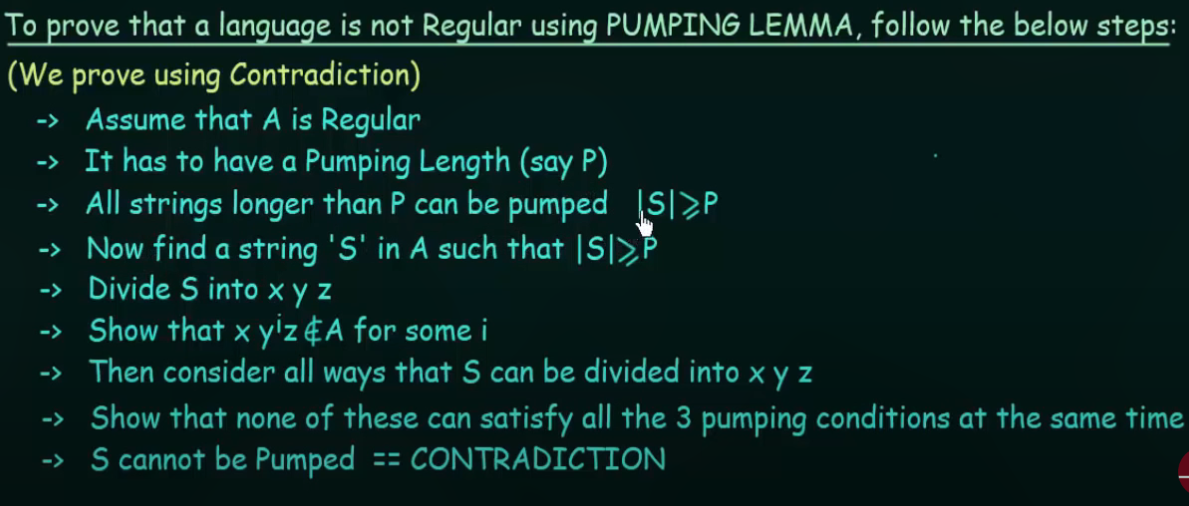 To prove that a language is not Regular using PUMPING LEMMA, follow the below steps:
(We prove using Contradiction)
-> Assume that A is Regular
-> It has to have a Pumping Length (say P)
-> All strings longer than P can be pumped |S|⩾P
-> Now find a string 'S' in A such that |S|⩾P
-> Divide S into x y z
-> Show that x yⁱz ∉ A for some i
-> Then consider all ways that S can be divided into x y z
-> Show that none of these can satisfy all the 3 pumping conditions at the same time
-> S cannot be Pumped == CONTRADICTION